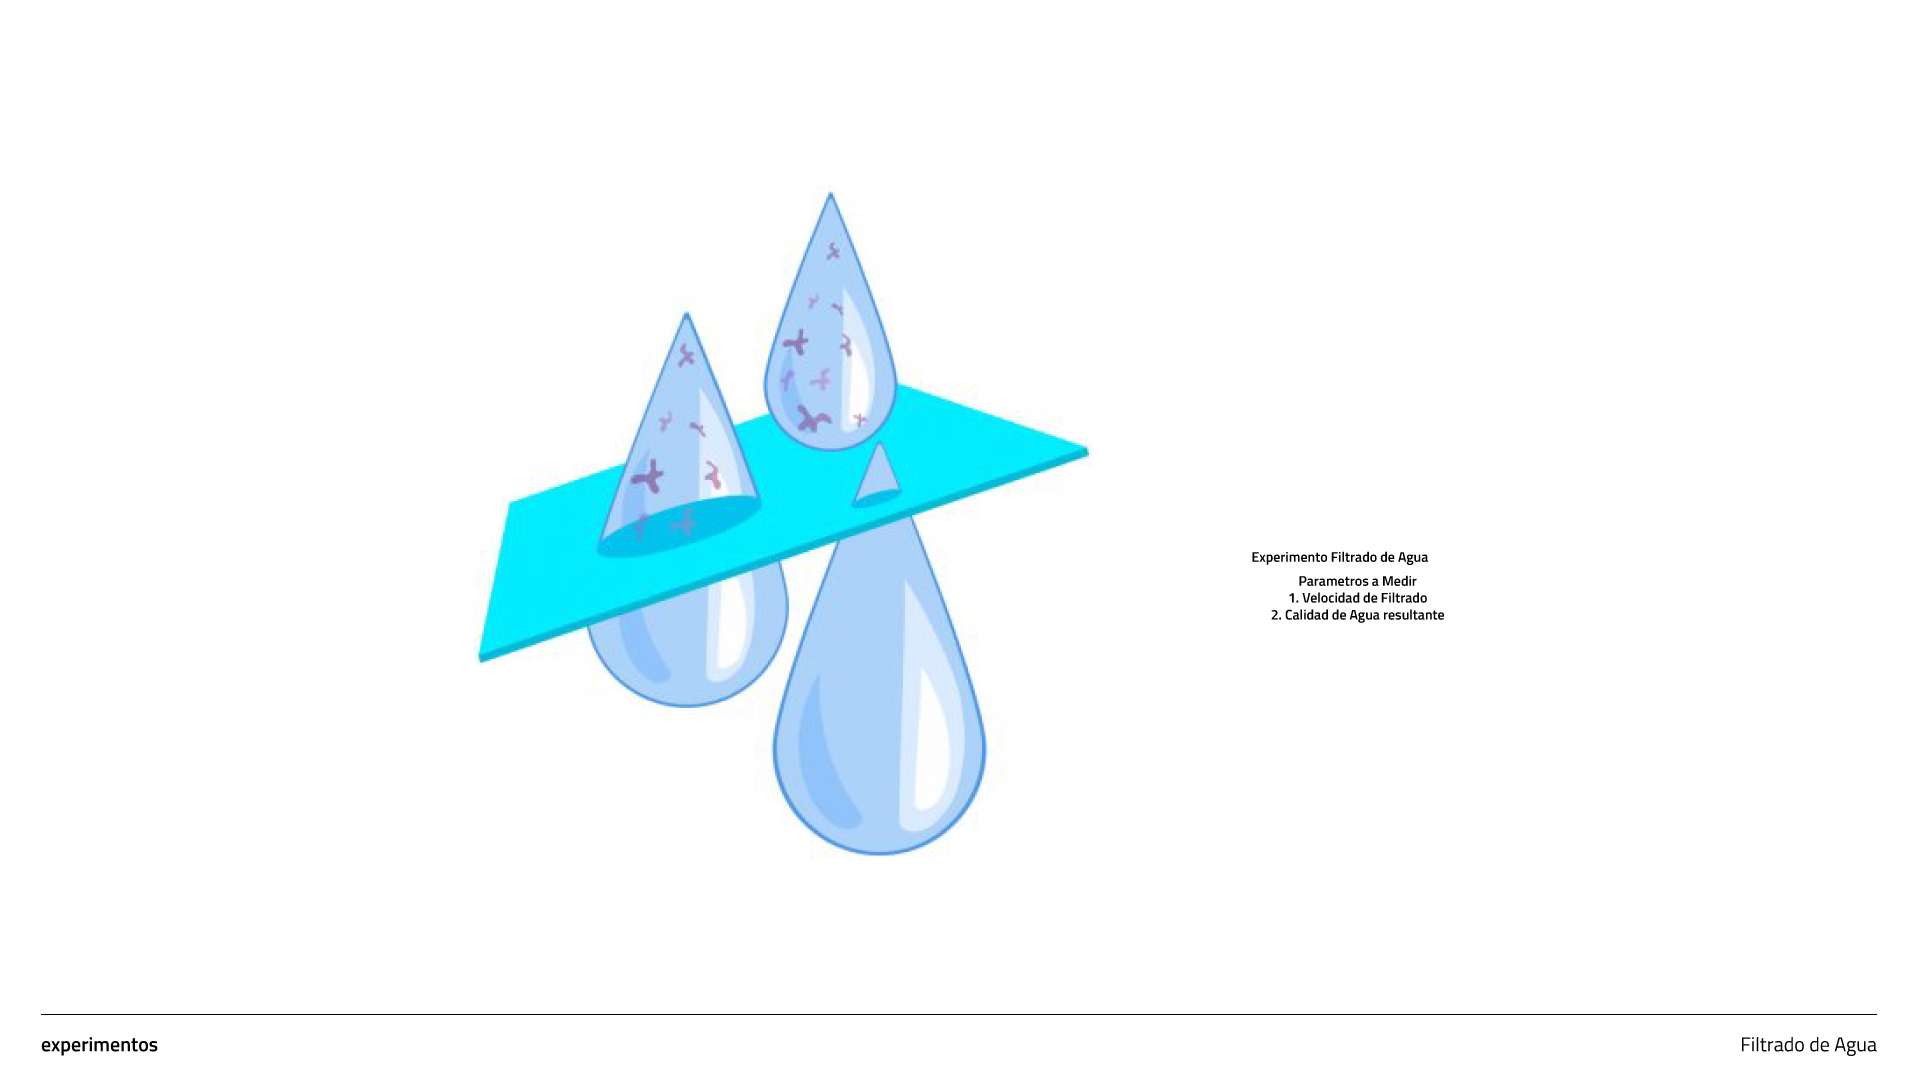 Experimento Filtrado de Agua
Parametros a Medir
1. Velocidad de Filtrado
2. Calidad de Agua resultante
experimentos
Filtrado de Agua